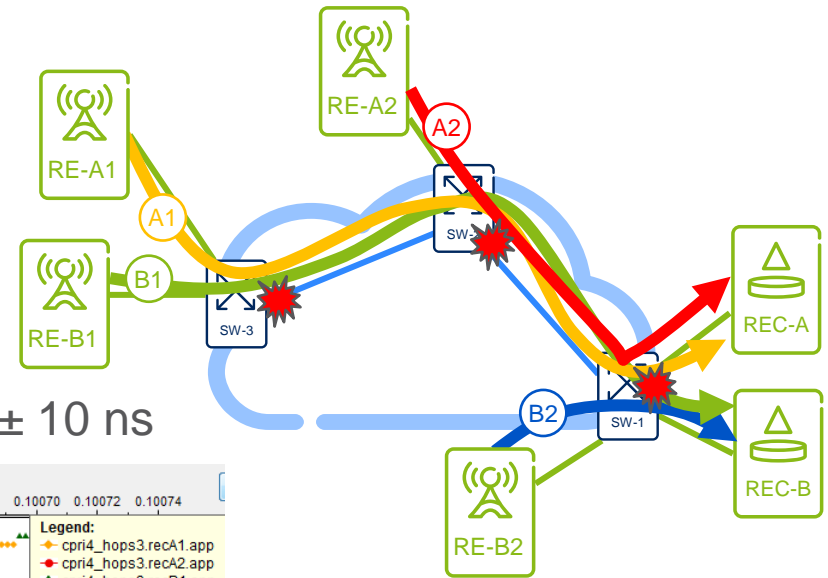 RE-A2
A2
RE-A1
A1
RE-B1
B1
SW-3
SW-
REC-A
REC-B
SW-1
B2
RE-B2
± 10 ns
0.10070 0.10072 0.10074
Legend:
cpri4_hops3.recA1.app
cpri4_hops3.recA2.app